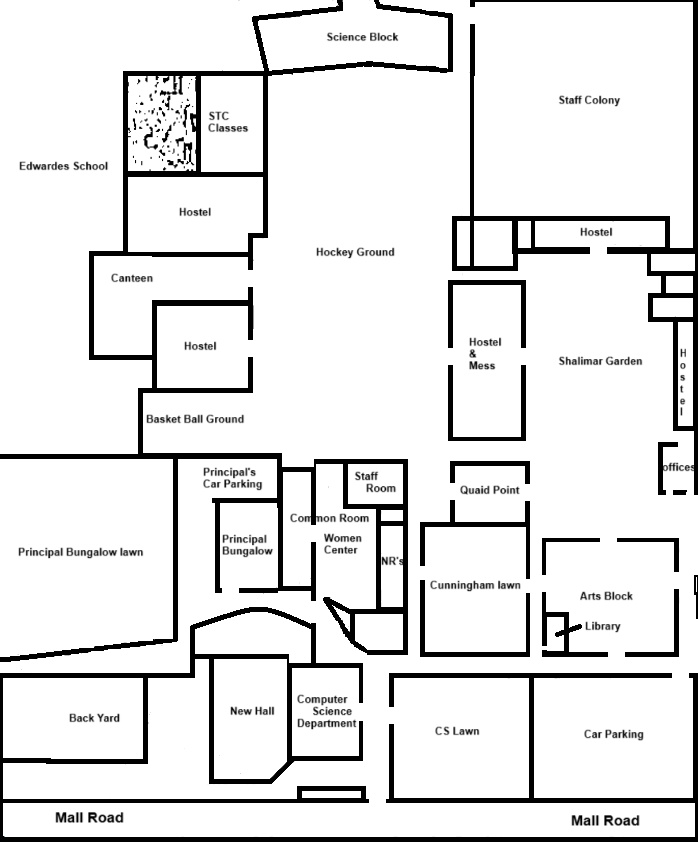 Science Block
Staff Colony
STC
Classes
Edwardes School
Hostel
Hostel
Hockey Ground
Canteen
Hostel
Hostel
&
Mess
Shalimar Garden
Hostel
Basket Ball Ground
offices
Principal's
Car Parking
Staff
Room
Quaid Point
Common Room
Principal
Bungalow
Women
Center
Principal Bungalow lawn
NR's
Cunningham lawn
Arts Block
Library
Computer
Science
Department
New Hall
Back Yard
CS Lawn
Car Parking
Mall Road
Mall Road